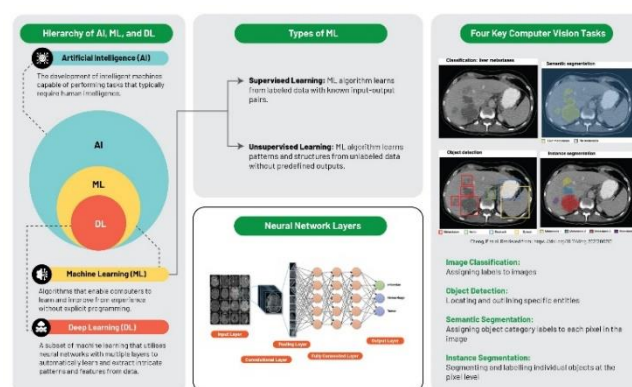 Hierarchy of AI, ML, and DL
Artificial Intelligence (AI)
The development of intelligent machines
capable of performing tasks that typically
require human intelligence.
AI
ML
DL
Machine Learning (ML)
Algorithms that enable computers to
learn and improve from experience
without explicit programming.
Deep Learning (DL)
A subset of machine learning that utilises
neural networks with multiple layers to
automatically learn and extract intricate
patterns and features from data.
Types of ML
Supervised Learning: ML algorithm learns
from labeled data with known input-output
pairs.
Unsupervised Learning: ML algorithm learns
patterns and structures from unlabeled data
without predefined outputs.
Neural Network Layers
Input Layer
Convolutional Layer
Pooling Layer
Fully Connected Layer
Output Layer
Four Key Computer Vision Tasks
Classification: liver metastases
Semantic segmentation
Object detection
Instance segmentation
Image Classification:
Assigning labels to images
Object Detection:
Locating and outlining specific entities
Semantic Segmentation:
Assigning object category labels to each pixel in
the image
Instance Segmentation:
Segmenting and labelling individual objects at the
pixel level